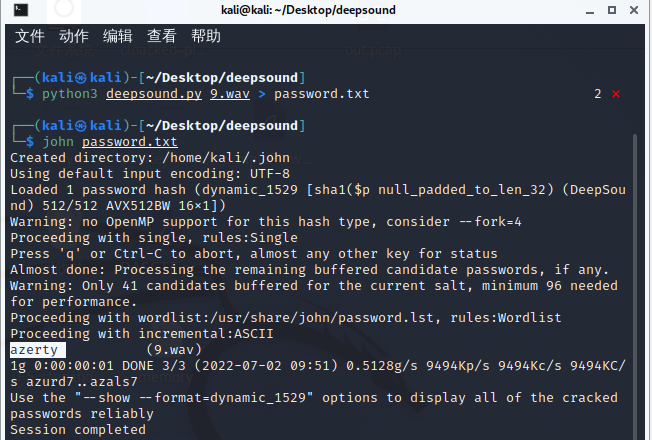 kali@kali: ~/Desktop/deepsound
文件 动作 编辑 查看 帮助
┌──(kali㉿kali)-[~/Desktop/deepsound]
└─$ python3 deepsound.py 9.wav > password.txt 2 ⨯
┌──(kali㉿kali)-[~/Desktop/deepsound]
└─$ john password.txt
Created directory: /home/kali/.john
Using default input encoding: UTF-8
Loaded 1 password hash (dynamic_1529 [sha1($p null_padded_to_len_32) (DeepSou
nd) 512/512 AVX512BW 16×1])
Warning: no OpenMP support for this hash type, consider --fork=4
Proceeding with single, rules:Single
Press 'q' or Ctrl-C to abort, almost any other key for status
Almost done: Processing the remaining buffered candidate passwords, if any.
Warning: Only 41 candidates buffered for the current salt, minimum 96 needed
for performance.
Proceeding with wordlist:/usr/share/john/password.lst, rules:Wordlist
Proceeding with incremental:ASCII
azerty (9.wav)
1g 0:00:00:01 DONE 3/3 (2022-07-02 09:51) 0.5128g/s 9494Kp/s 9494Kc/s 9494KC/
s azurd7..azals7
Use the "--show --format=dynamic_1529" options to display all of the cracked
passwords reliably
Session completed